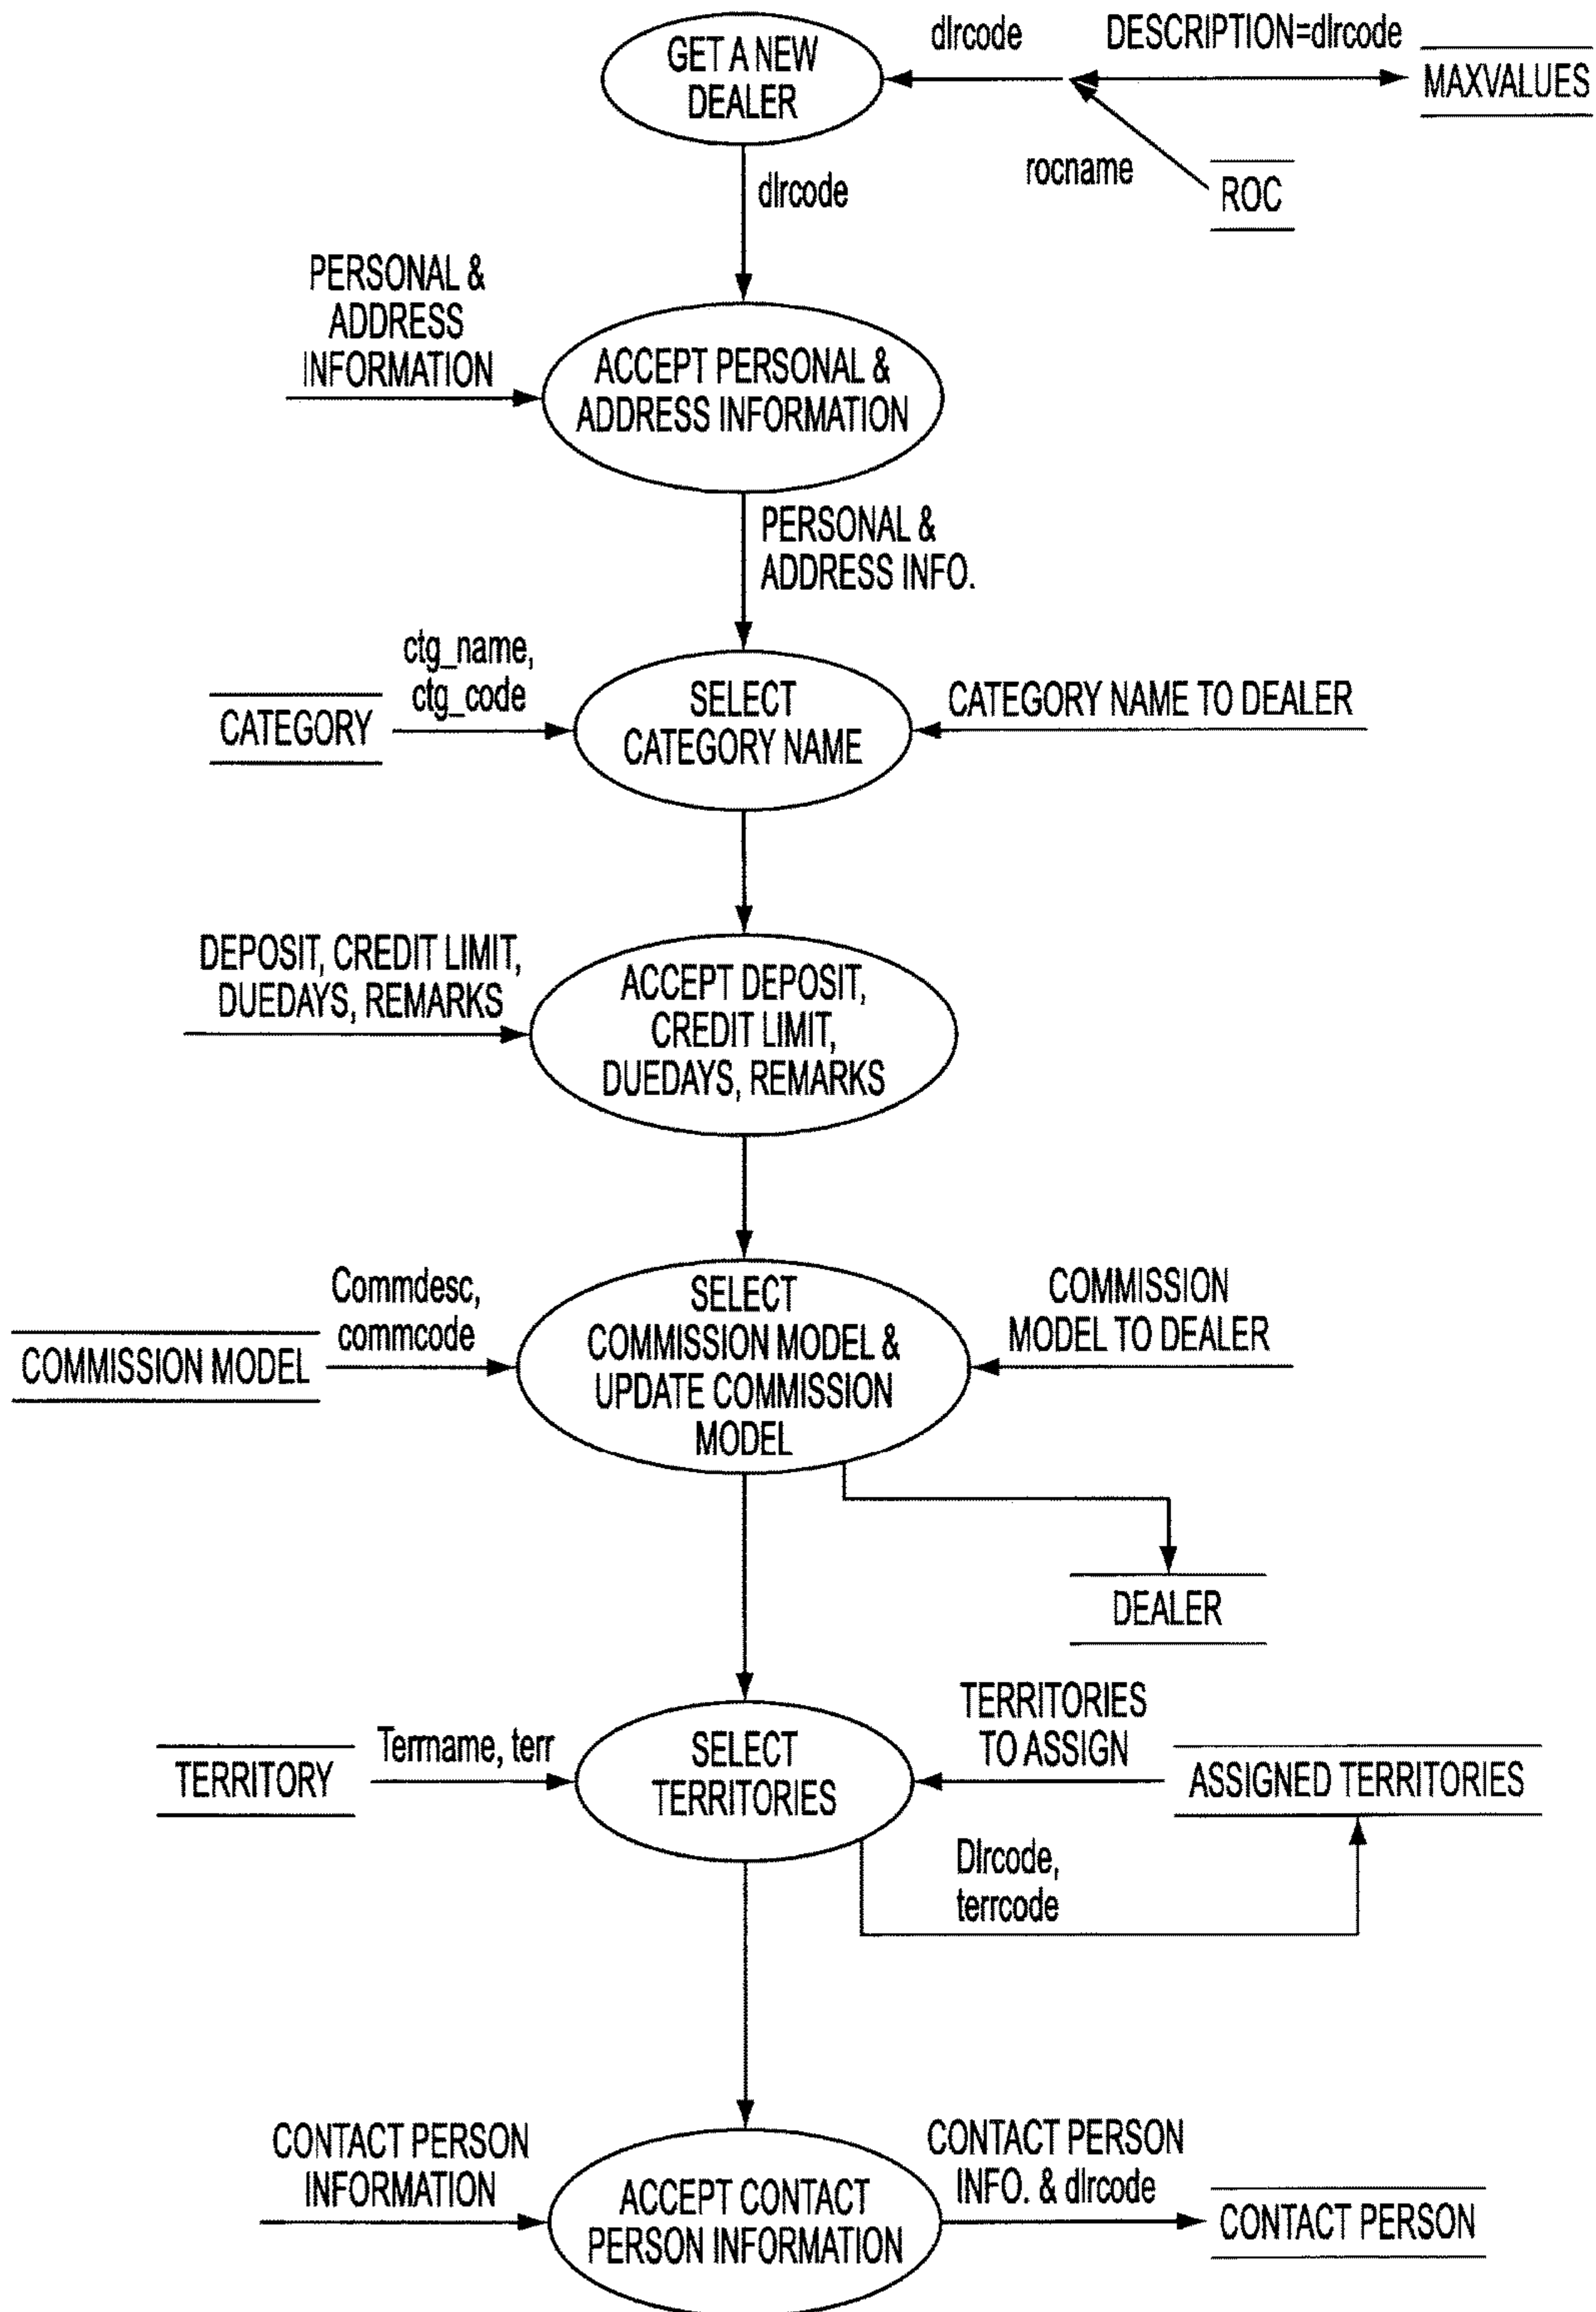 GET A NEW
DEALER
dlrcode
DESCRIPTION=dlrcode
MAXVALUES
rocname
ROC
dlrcode
PERSONAL &
ADDRESS
INFORMATION
ACCEPT PERSONAL &
ADDRESS INFORMATION
PERSONAL &
ADDRESS INFO.
CATEGORY
ctg_name,
ctg_code
SELECT
CATEGORY NAME
CATEGORY NAME TO DEALER
DEPOSIT, CREDIT LIMIT,
DUEDAYS, REMARKS
ACCEPT DEPOSIT,
CREDIT LIMIT,
DUEDAYS, REMARKS
COMMISSION MODEL
Commdesc,
commcode
SELECT
COMMISSION MODEL &
UPDATE COMMISSION
MODEL
COMMISSION
MODEL TO DEALER
DEALER
TERRITORY
Terrname, terr
SELECT
TERRITORIES
TERRITORIES
TO ASSIGN
ASSIGNED TERRITORIES
Dlrcode,
terrcode
CONTACT PERSON
INFORMATION
ACCEPT CONTACT
PERSON INFORMATION
CONTACT PERSON
INFO. & dlrcode
CONTACT PERSON